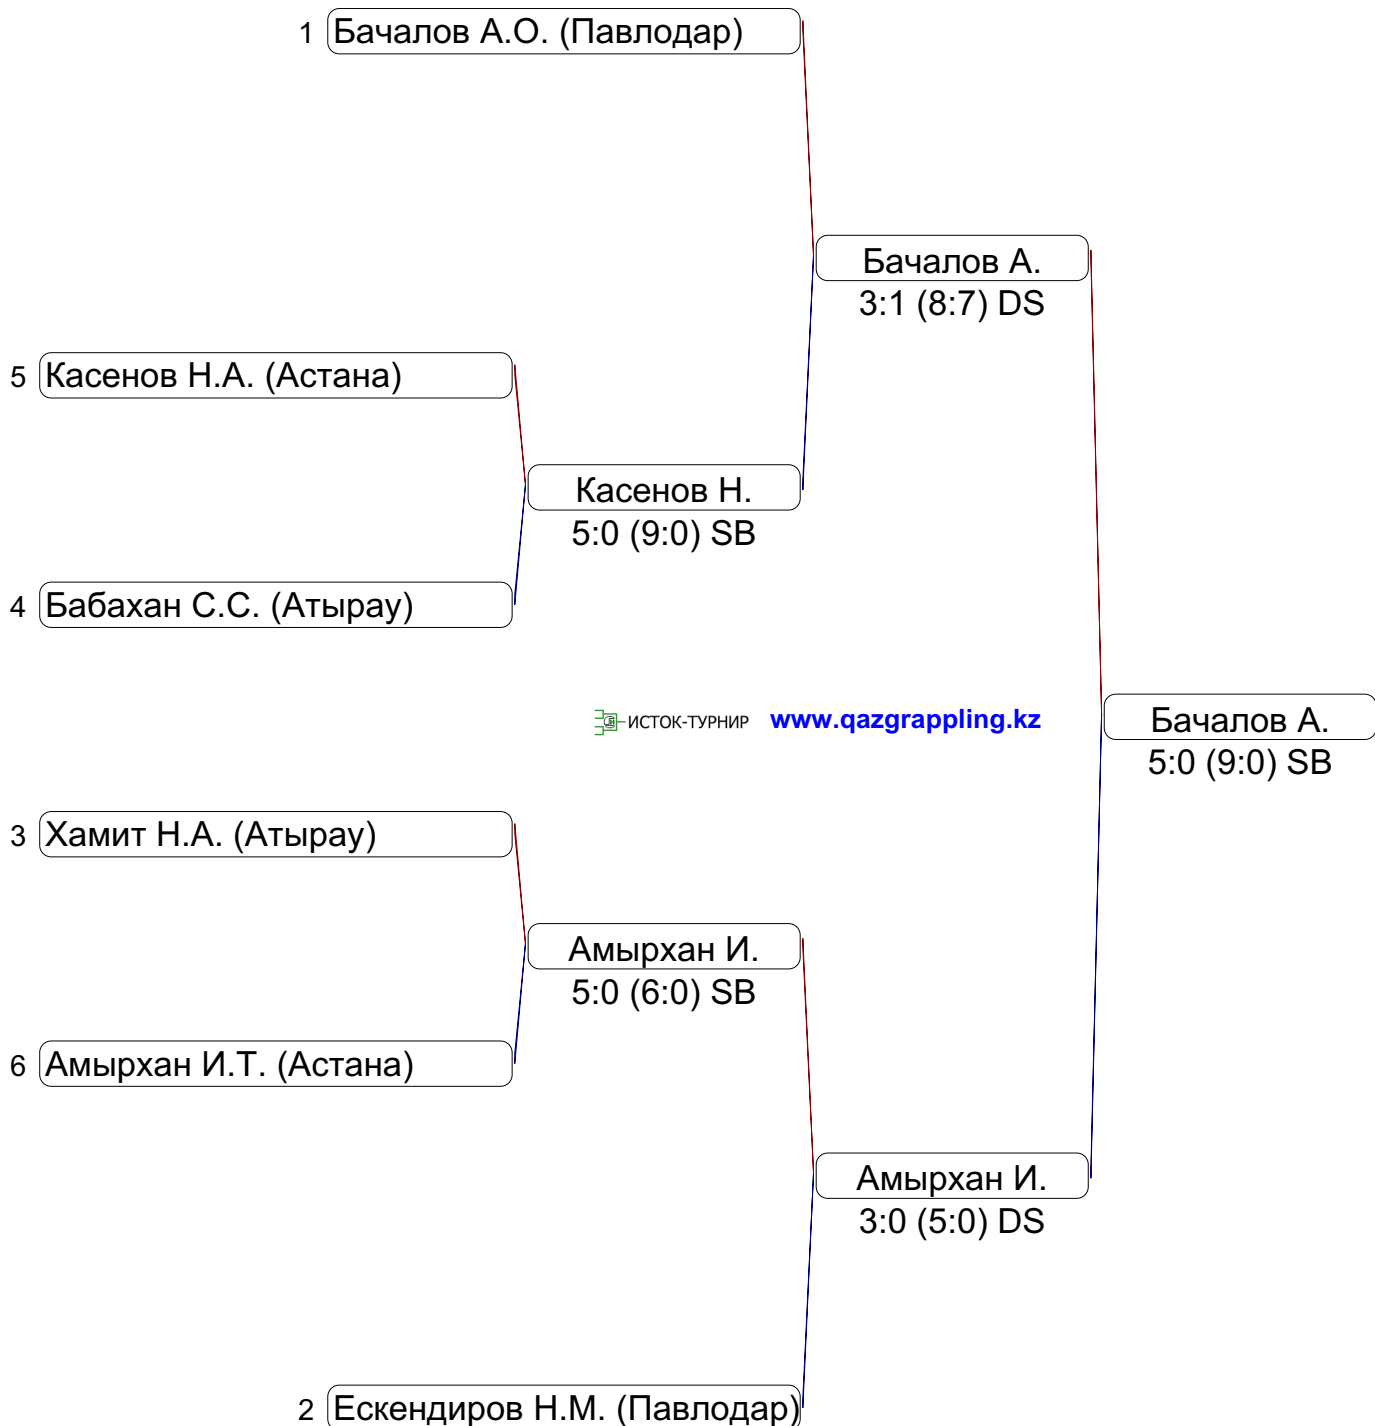 1 Бачалов А.О. (Павлодар)
Бачалов А.
3:1 (8:7) DS
5 Касенов Н.А. (Астана)
Касенов Н.
5:0 (9:0) SB
4 Бабахан С.С. (Атырау)
ИСТОК-ТУРНИР www.qazgrappling.kz
Бачалов А.
5:0 (9:0) SB
3 Хамит Н.А. (Атырау)
Амырхан И.
5:0 (6:0) SB
6 Амырхан И.Т. (Астана)
Амырхан И.
3:0 (5:0) DS
2 Ескендиров Н.М. (Павлодар)